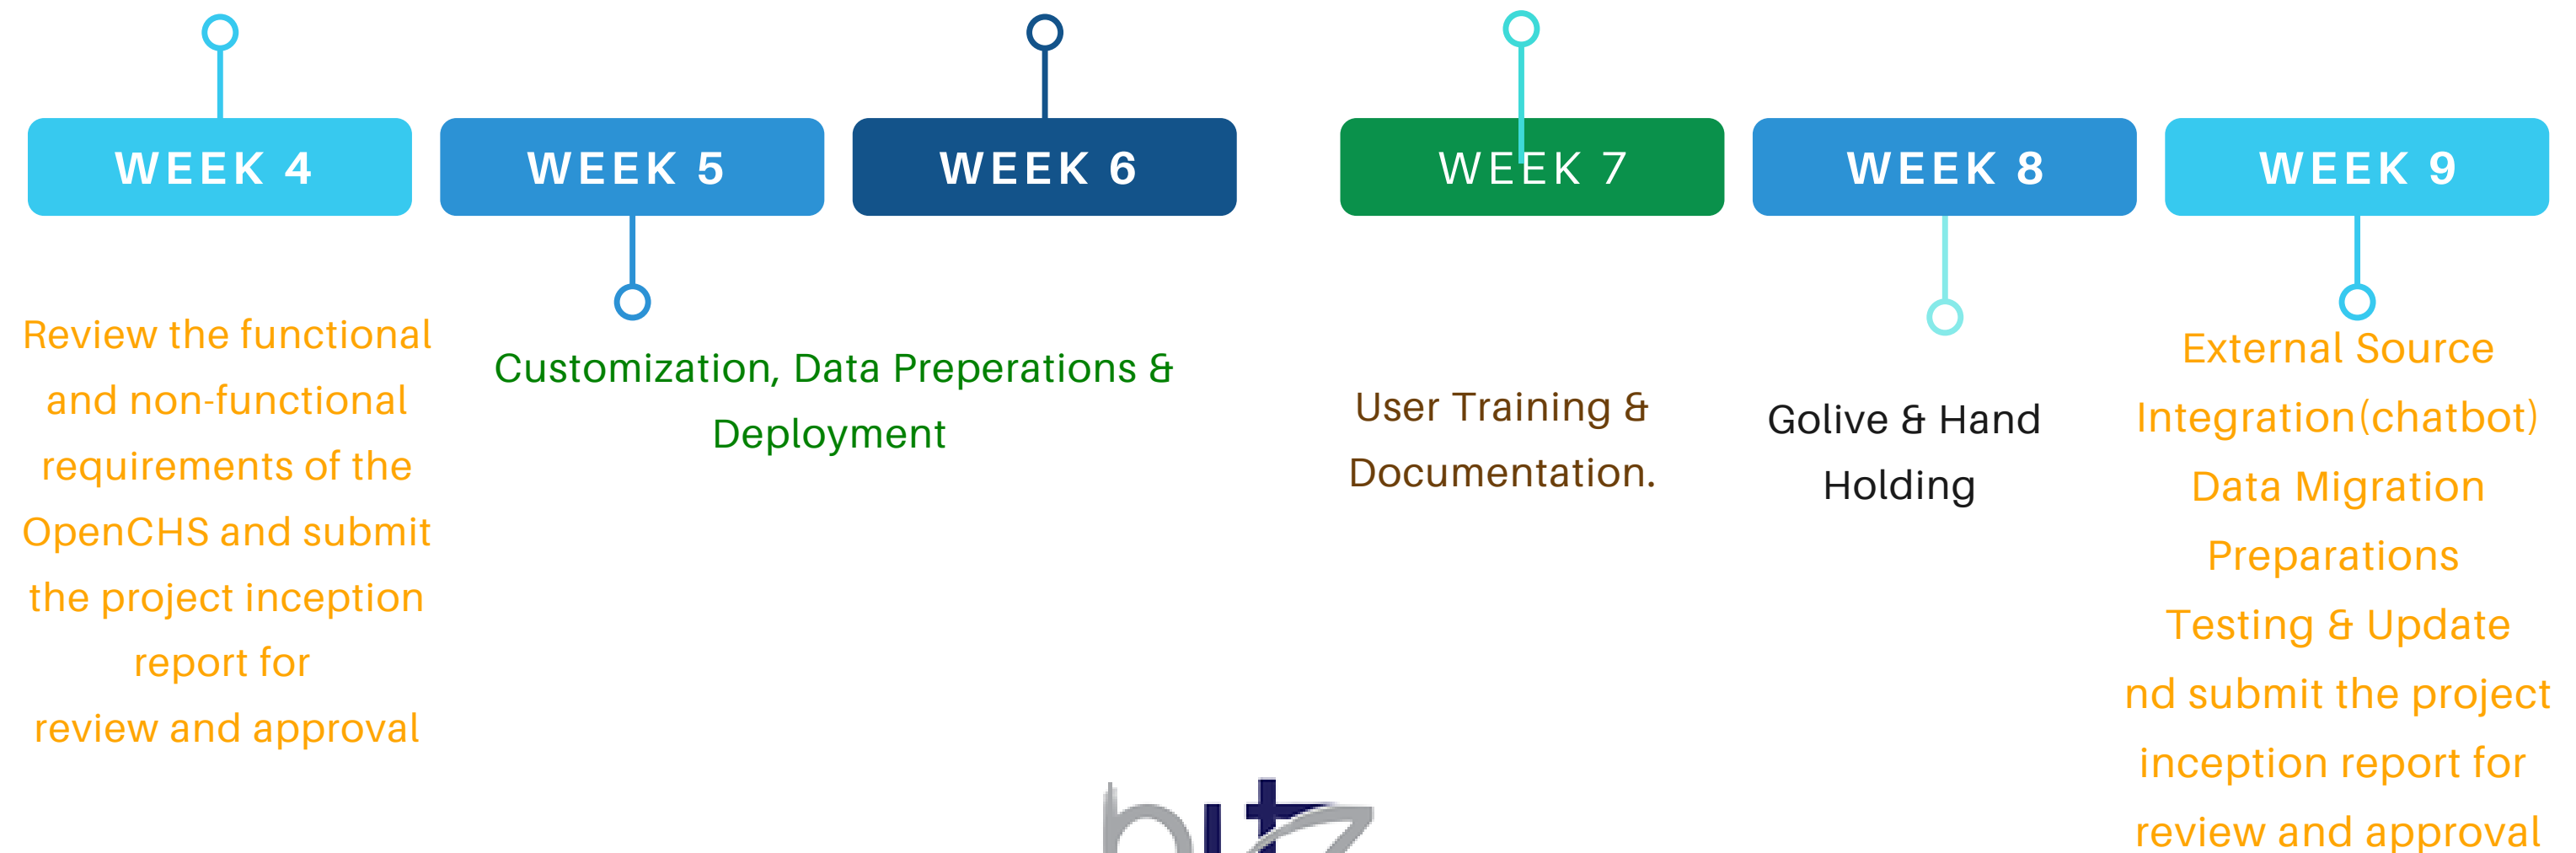 WEEK 4
WEEK 5
WEEK 6
WEEK 7
WEEK 8
WEEK 9
Review the functional
and non-functional
requirements of the
OpenCHS and submit
the project inception
report for
review and approval
Customization, Data Preperations &
Deployment
User Training &
Documentation.
Golive & Hand
Holding
External Source
Integration(chatbot)
Data Migration
Preparations
Testing & Update
nd submit the project
inception report for
review and approval